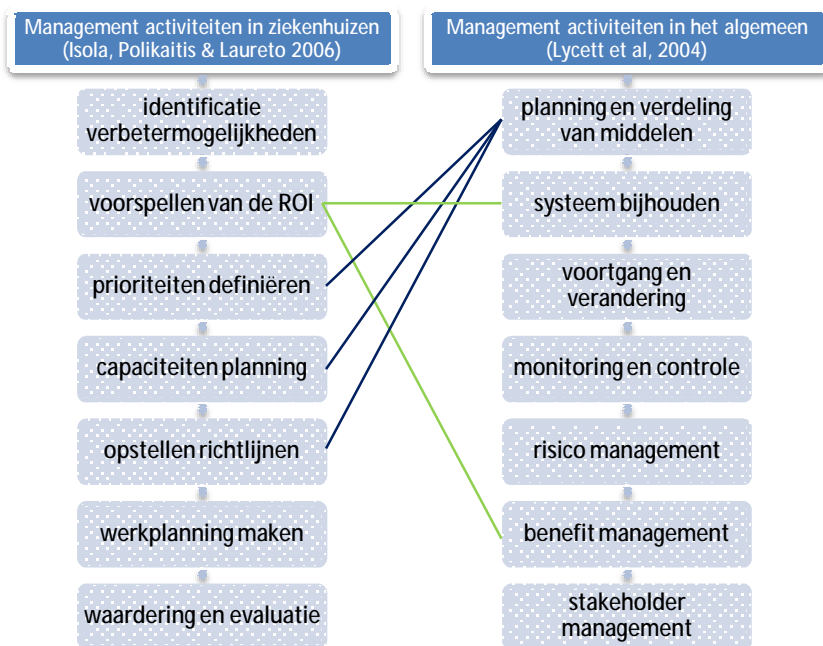 Management activiteiten in ziekenhuizen
(Isola, Polikaitis & Laureto 2006)
identificatie
verbetermogelijkheden
voorspellen van de ROI
prioriteiten definiëren
capaciteiten planning
opstellen richtlijnen
werkplanning maken
waardering en evaluatie
Management activiteiten in het algemeen
(Lycett et al, 2004)
planning en verdeling
van middelen
systeem bijhouden
voortgang en
verandering
monitoring en controle
risico management
benefit management
stakeholder
management